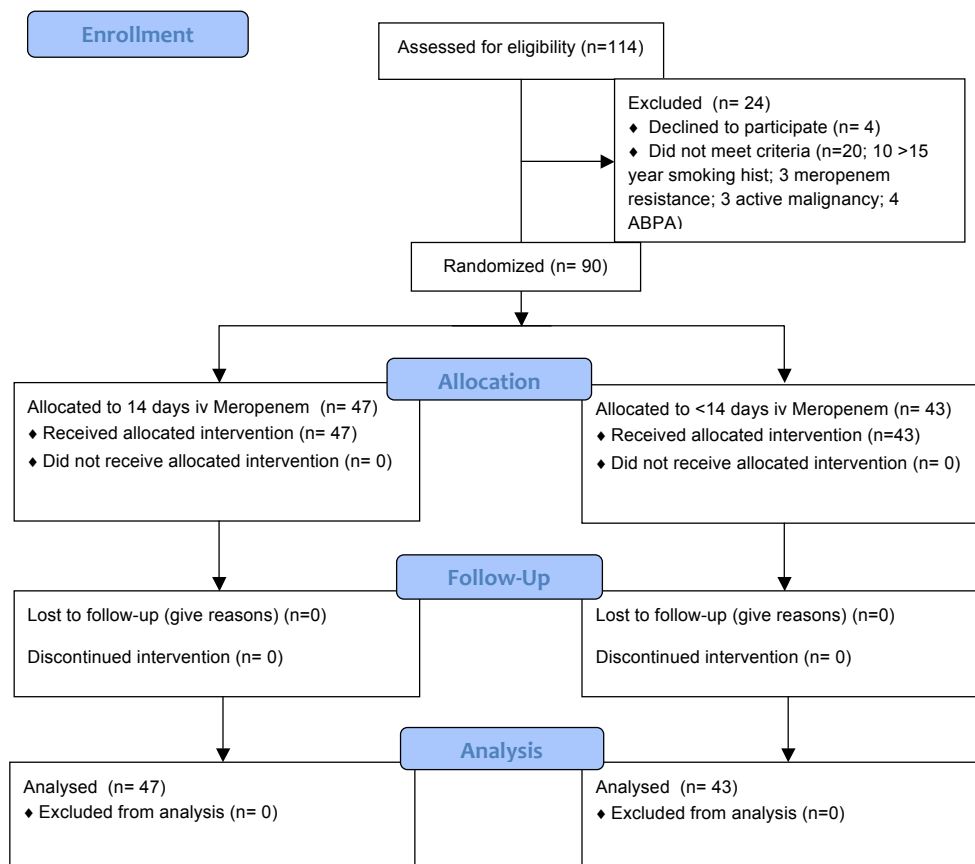 Enrollment
Assessed for eligibility (n=114)
Excluded (n= 24)
♦ Declined to participate (n= 4)
♦ Did not meet criteria (n=20; 10 >15
year smoking hist; 3 meropenem
resistance; 3 active malignancy; 4
ABPA)
Randomized (n= 90)
Allocation
Allocated to 14 days iv Meropenem (n= 47)
♦ Received allocated intervention (n= 47)
♦ Did not receive allocated intervention (n= 0)
Allocated to <14 days iv Meropenem (n= 43)
♦ Received allocated intervention (n=43)
♦ Did not receive allocated intervention (n= 0)
Follow-Up
Lost to follow-up (give reasons) (n=0)
Discontinued intervention (n= 0)
Lost to follow-up (give reasons) (n=0)
Discontinued intervention (n= 0)
Analysis
Analysed (n= 47)
♦ Excluded from analysis (n= 0)
Analysed (n= 43)
♦ Excluded from analysis (n=0)